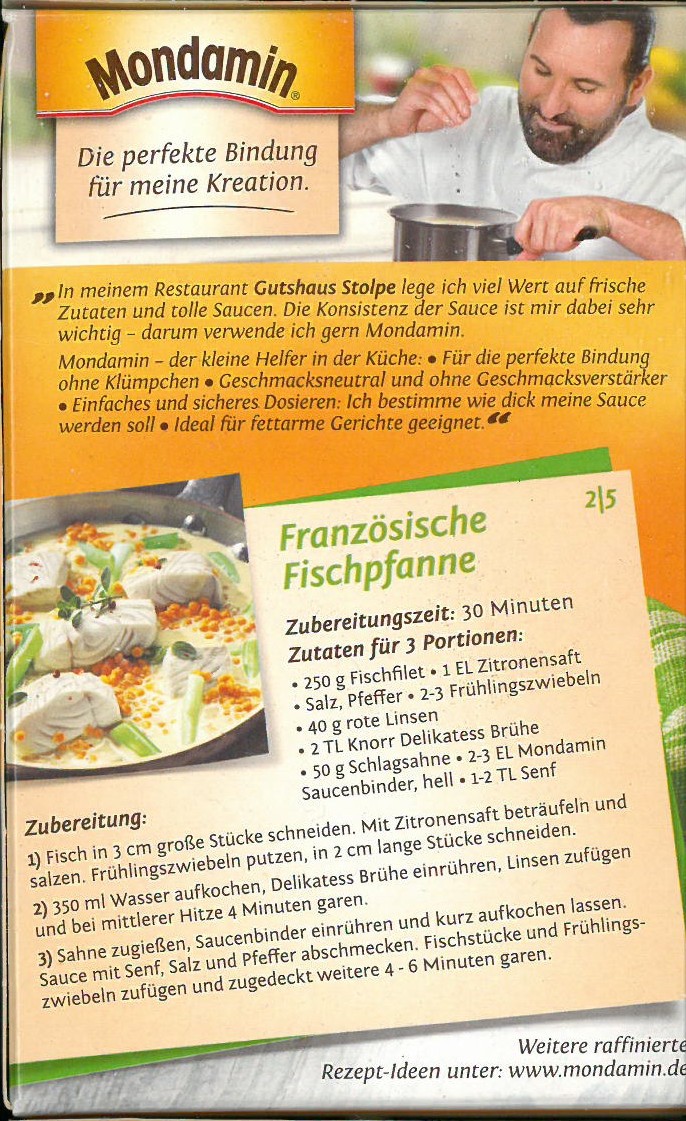 Mondamin®
Die perfekte Bindung
für meine Kreation.
„In meinem Restaurant Gutshaus Stolpe lege ich viel Wert auf frische
Zutaten und tolle Saucen. Die Konsistenz der Sauce ist mir dabei sehr
wichtig – darum verwende ich gern Mondamin.
Mondamin – der kleine Helfer in der Küche: • Für die perfekte Bindung
ohne Klümpchen • Geschmacksneutral und ohne Geschmacksverstärker
• Einfaches und sicheres Dosieren: Ich bestimme wie dick meine Sauce
werden soll • Ideal für fettarme Gerichte geeignet.“
2|5
Französische
Fischpfanne
Zubereitungszeit: 30 Minuten
Zutaten für 3 Portionen:
• 250 g Fischfilet • 1 EL Zitronensaft
• Salz, Pfeffer • 2-3 Frühlingszwiebeln
• 40 g rote Linsen
• 2 TL Knorr Delikatess Brühe
• 50 g Schlagsahne • 2-3 EL Mondamin
Saucenbinder, hell • 1-2 TL Senf
Zubereitung:
1) Fisch in 3 cm große Stücke schneiden. Mit Zitronensaft beträufeln und
salzen. Frühlingszwiebeln putzen, in 2 cm lange Stücke schneiden.
2) 350 ml Wasser aufkochen, Delikatess Brühe einrühren, Linsen zufügen
und bei mittlerer Hitze 4 Minuten garen.
3) Sahne zugießen, Saucenbinder einrühren und kurz aufkochen lassen.
Sauce mit Senf, Salz und Pfeffer abschmecken. Fischstücke und Frühlings-
zwiebeln zufügen und zugedeckt weitere 4 - 6 Minuten garen.
Weitere raffinierte
Rezept-Ideen unter: www.mondamin.de